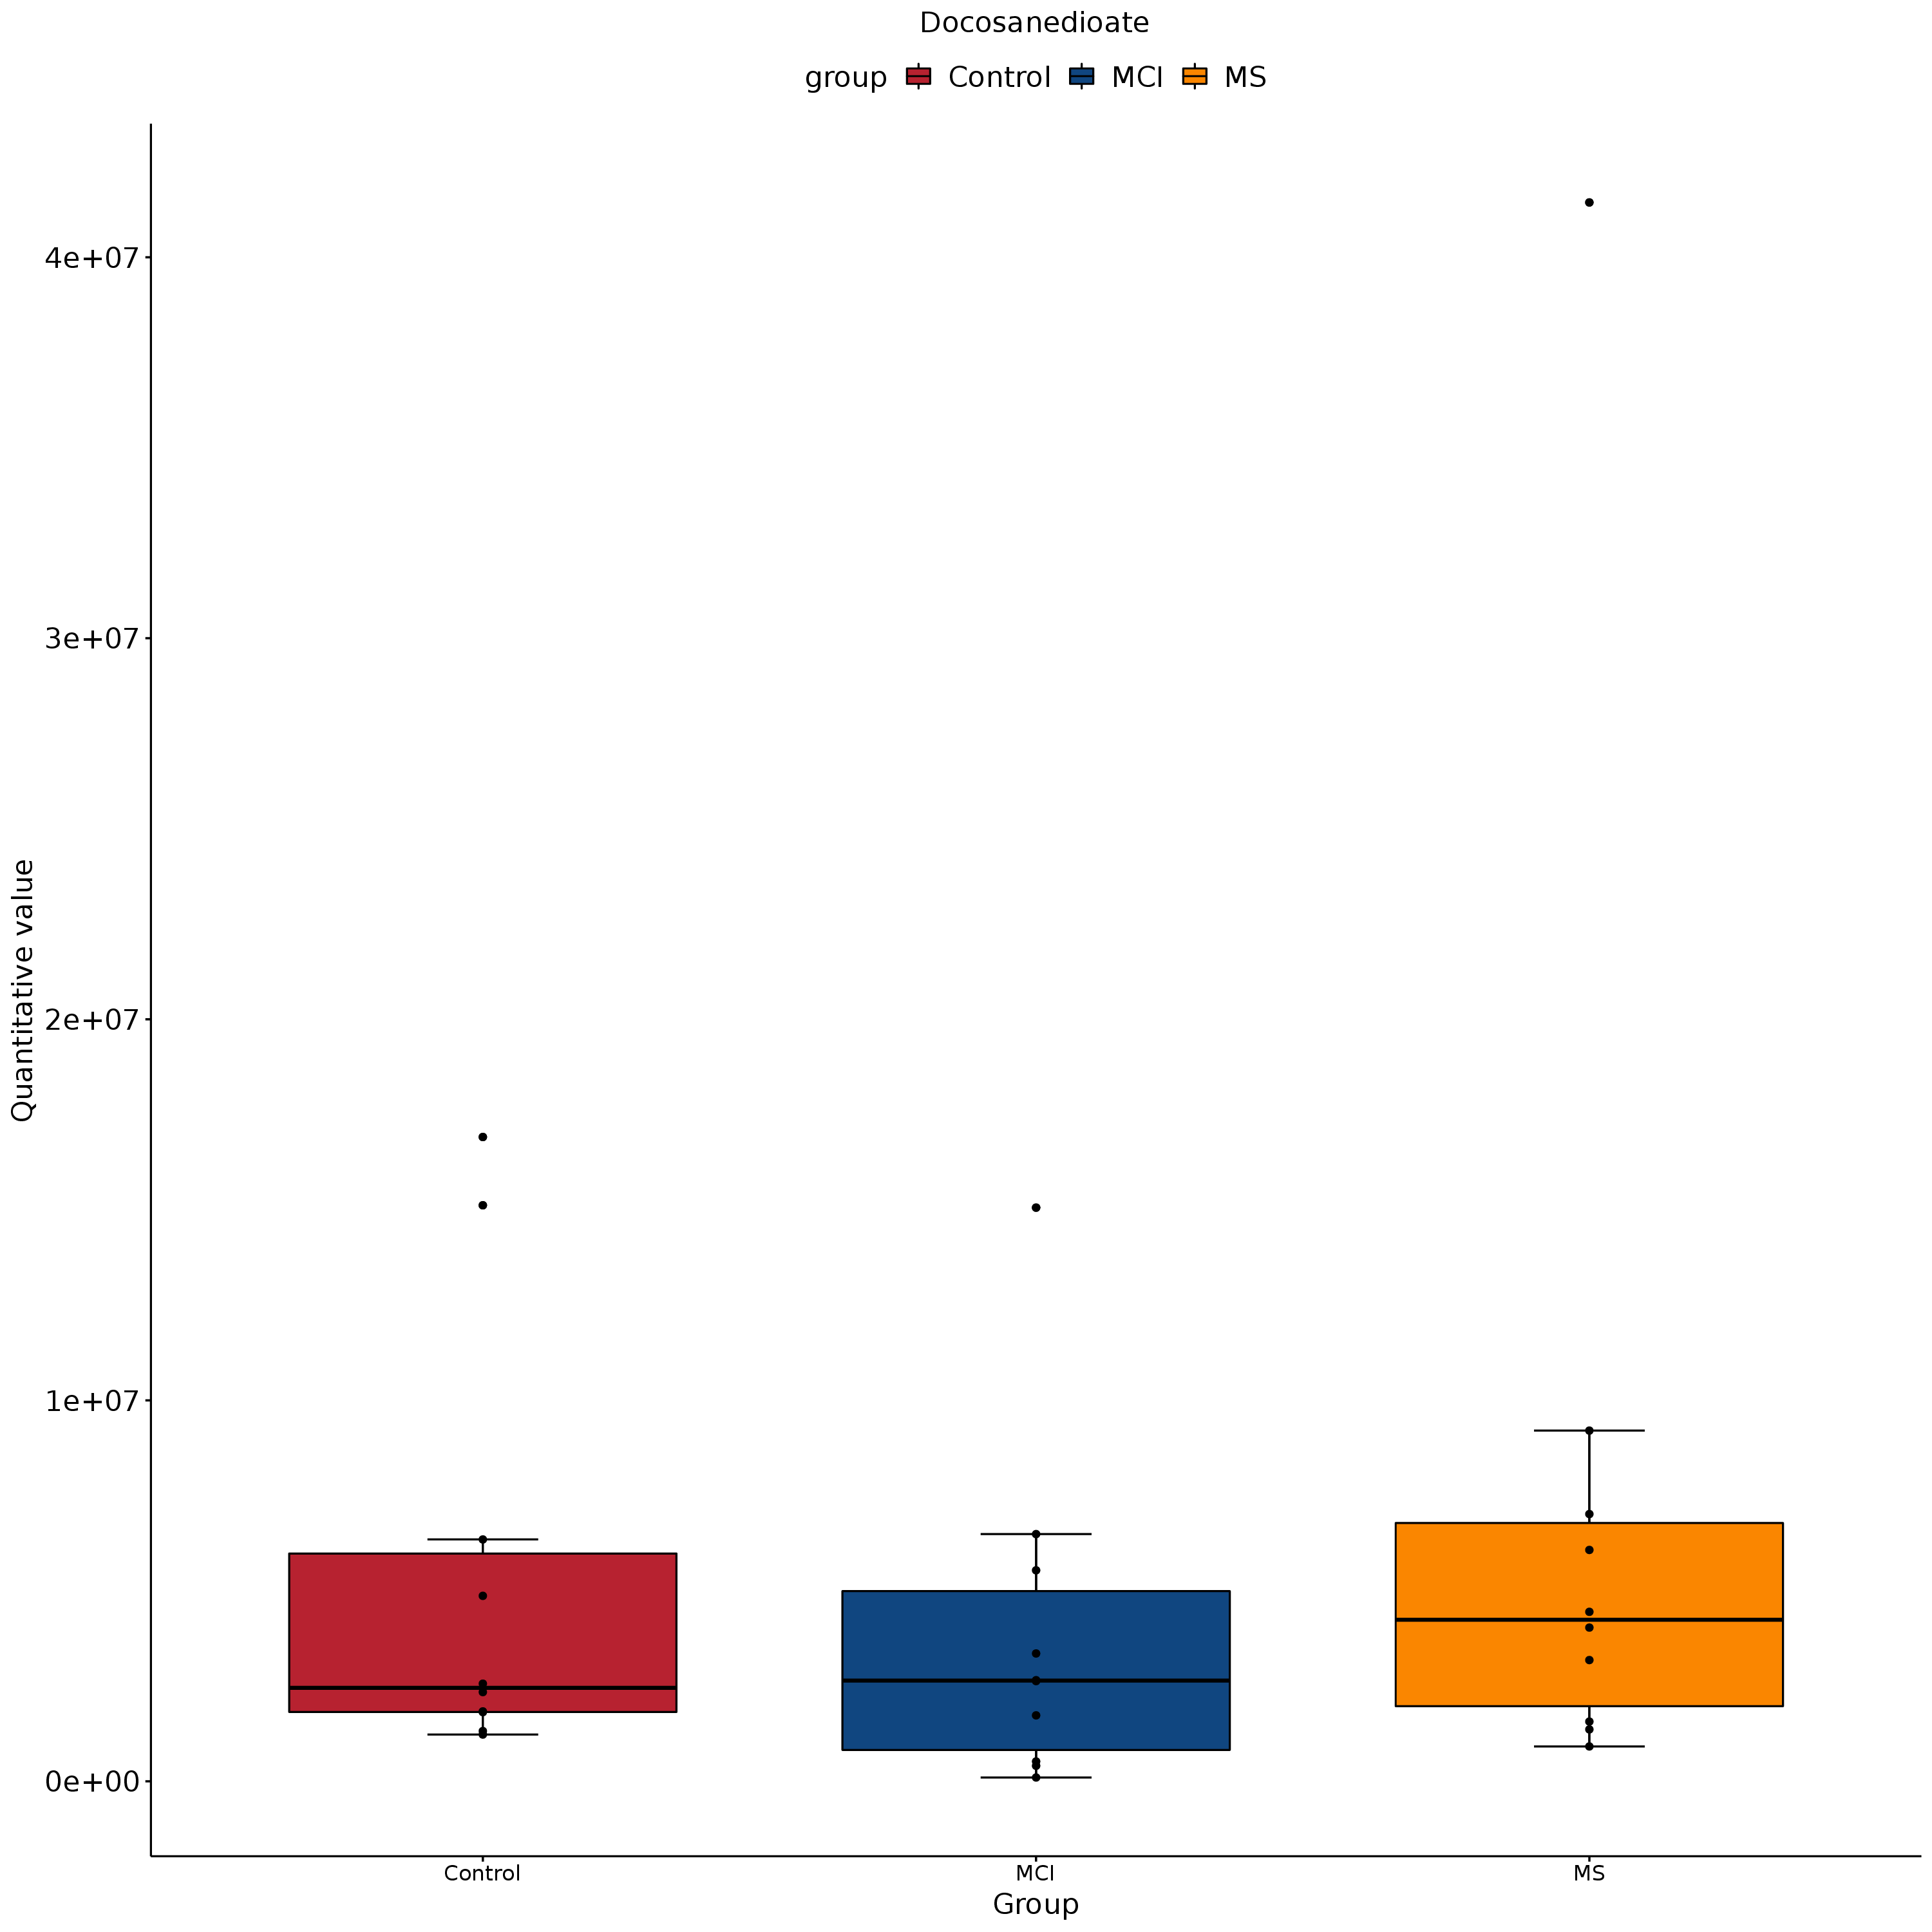 Docosanedioate
group Control MCI MS
Quantitative value
4e+07
3e+07
2e+07
1e+07
0e+00
Control MCI MS
Group